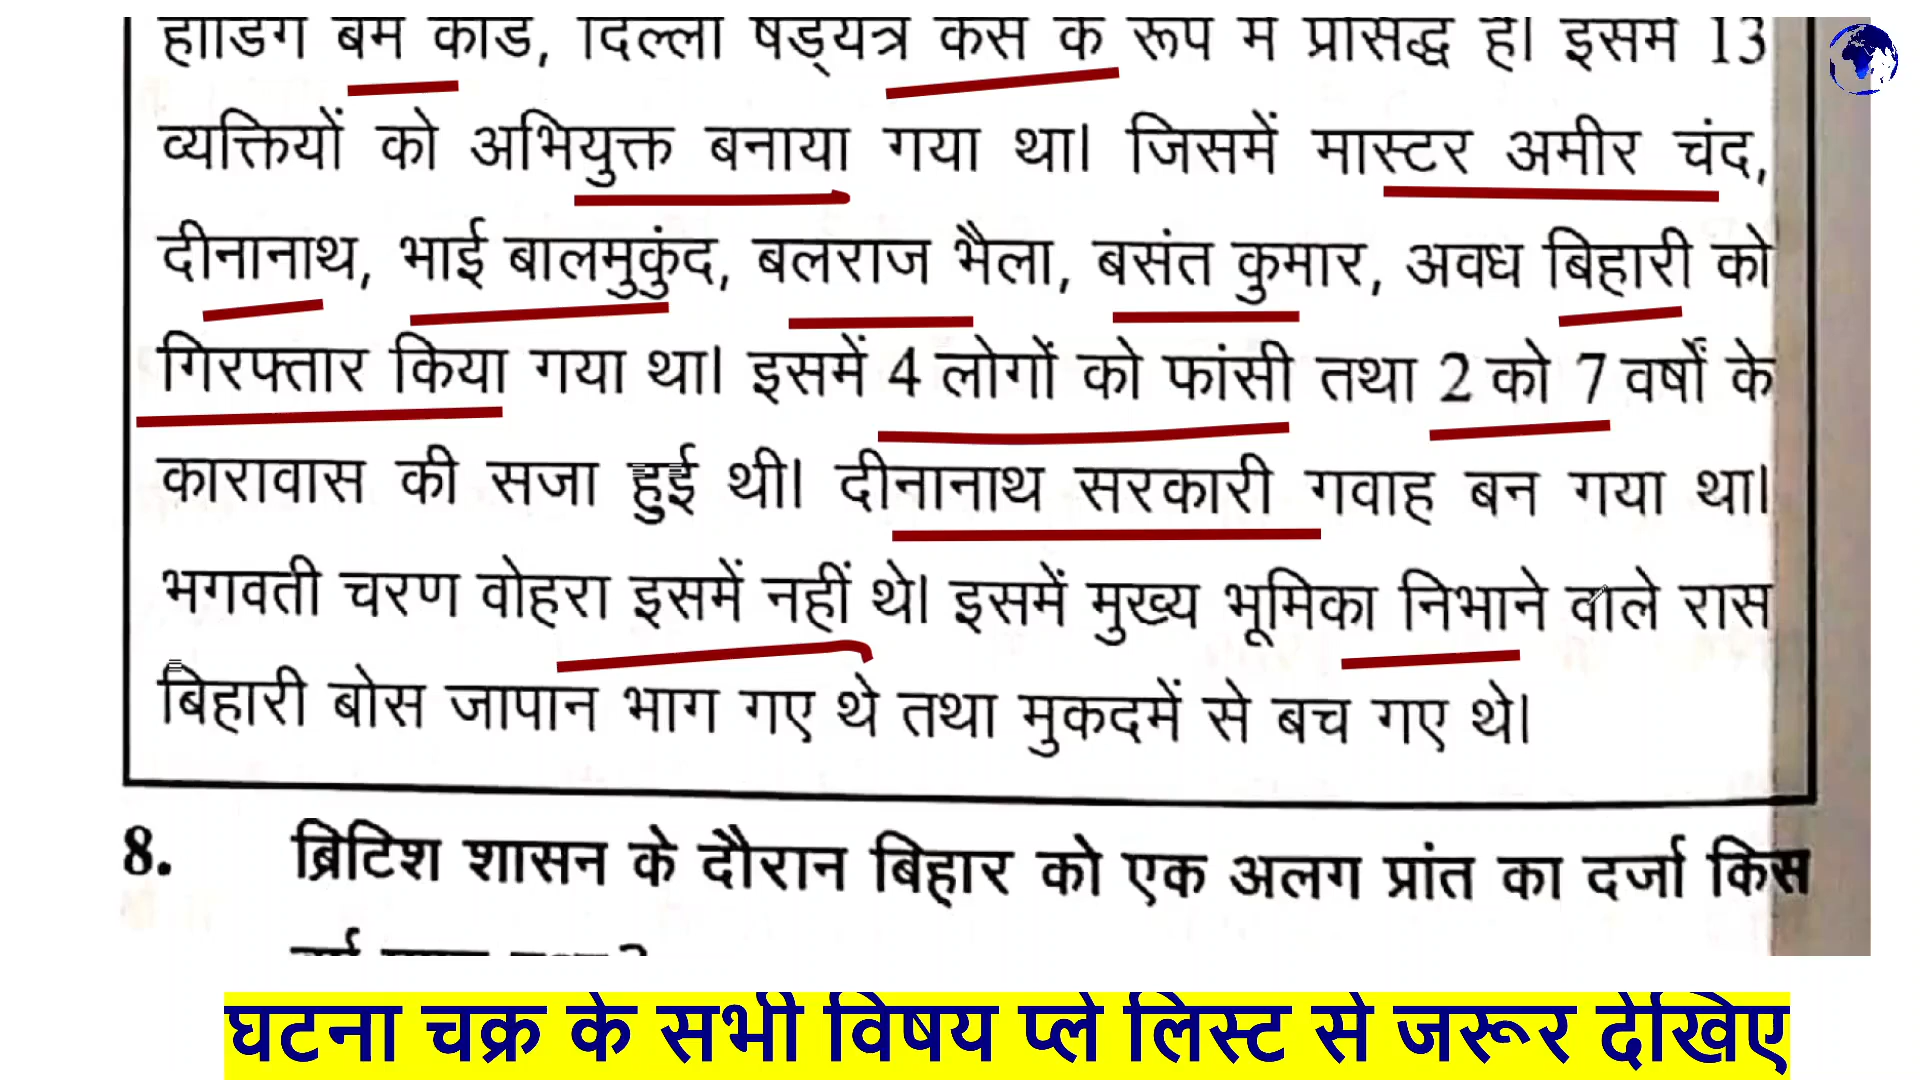 हार्डिंग बम कांड, दिल्ली षड्यंत्र केस के रूप में प्रसिद्ध है। इसमें 13
व्यक्तियों को अभियुक्त बनाया गया था। जिसमें मास्टर अमीर चंद,
दीनानाथ, भाई बालमुकुंद, बलराज भैला, बसंत कुमार, अवध बिहारी को
गिरफ्तार किया गया था। इसमें 4 लोगों को फांसी तथा 2 को 7 वर्षों के
कारावास की सजा हुई थी। दीनानाथ सरकारी गवाह बन गया था।
भगवती चरण वोहरा इसमें नहीं थे। इसमें मुख्य भूमिका निभाने वाले रास
बिहारी बोस जापान भाग गए थे तथा मुकदमें से बच गए थे।
8. ब्रिटिश शासन के दौरान बिहार को एक अलग प्रांत का दर्जा किस
घटना चक्र के सभी विषय प्ले लिस्ट से जरूर देखिए